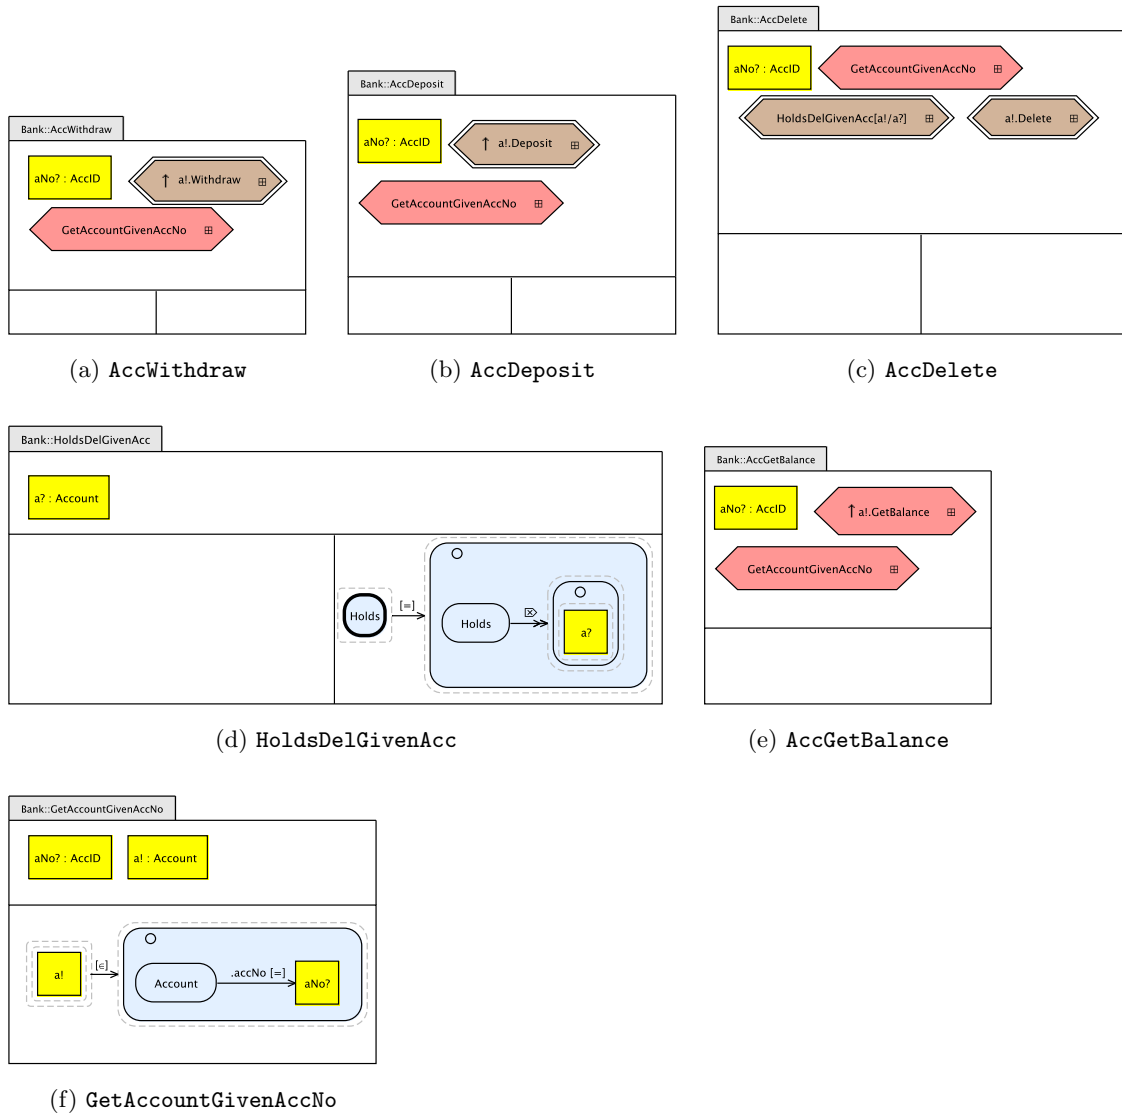 Bank::AccWithdraw
aNo? : AccID
↑ a!.Withdraw ⊞
GetAccountGivenAccNo ⊞
(a) AccWithdraw
Bank::AccDeposit
aNo? : AccID
↑ a!.Deposit ⊞
GetAccountGivenAccNo ⊞
(b) AccDeposit
Bank::AccDelete
aNo? : AccID
GetAccountGivenAccNo ⊞
HoldsDelGivenAcc[a!/a?] ⊞
a!.Delete ⊞
(c) AccDelete
Bank::HoldsDelGivenAcc
a? : Account
Holds
[=]
Holds
⌦
a?
(d) HoldsDelGivenAcc
Bank::AccGetBalance
aNo? : AccID
↑ a!.GetBalance ⊞
GetAccountGivenAccNo ⊞
(e) AccGetBalance
Bank::GetAccountGivenAccNo
aNo? : AccID
a! : Account
a!
[∈]
Account
.accNo [=]
aNo?
(f) GetAccountGivenAccNo